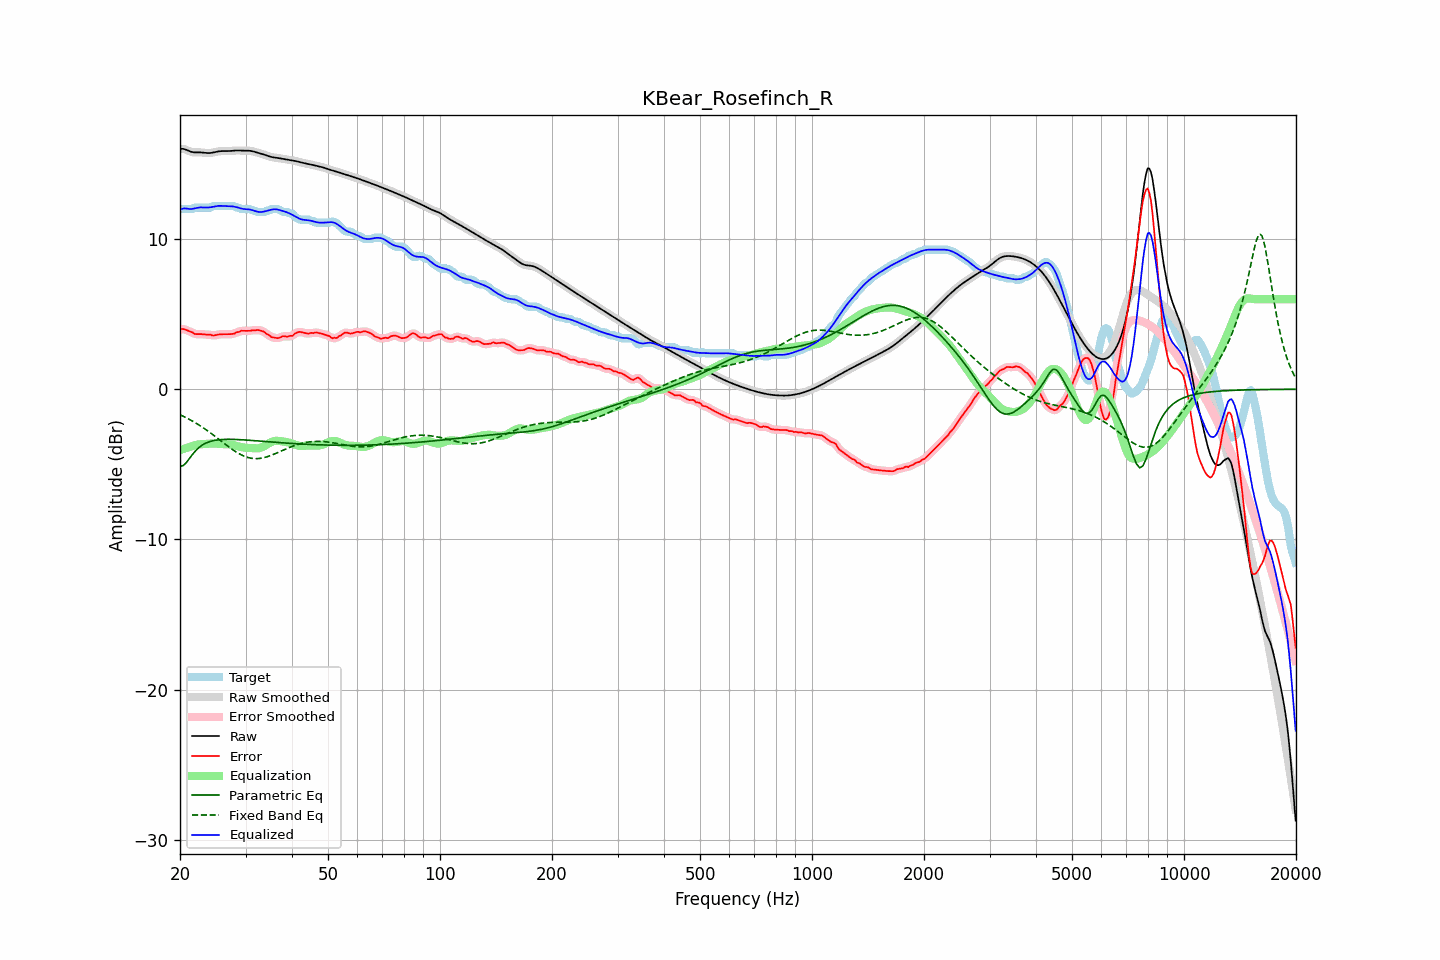 KBear_Rosefinch_R
Amplitude (dBr)
10
0
−10
−20
−30
Target
Raw Smoothed
Error Smoothed
Raw
Error
Equalization
Parametric Eq
Fixed Band Eq
Equalized
20
50
100
200
500
1000
2000
5000
10000
20000
Frequency (Hz)